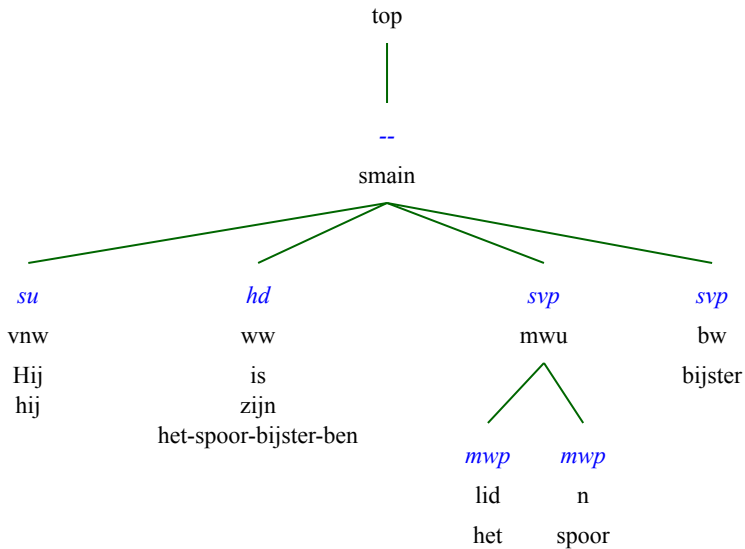 top
--
smain
su hd svp svp
vnw ww mwu bw
Hij is bijster
hij zijn
het-spoor-bijster-ben
mwp mwp
lid n
het spoor